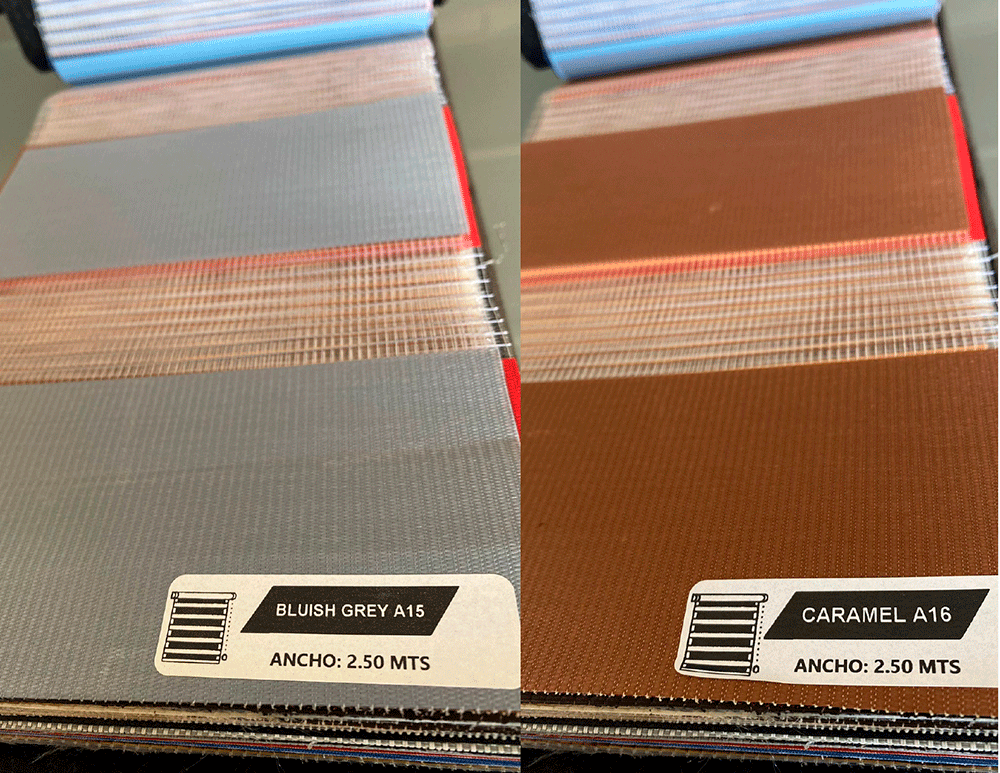 BLUISH GREY A15
ANCHO: 2.50 MTS
CARAMEL A16
ANCHO: 2.50 MTS